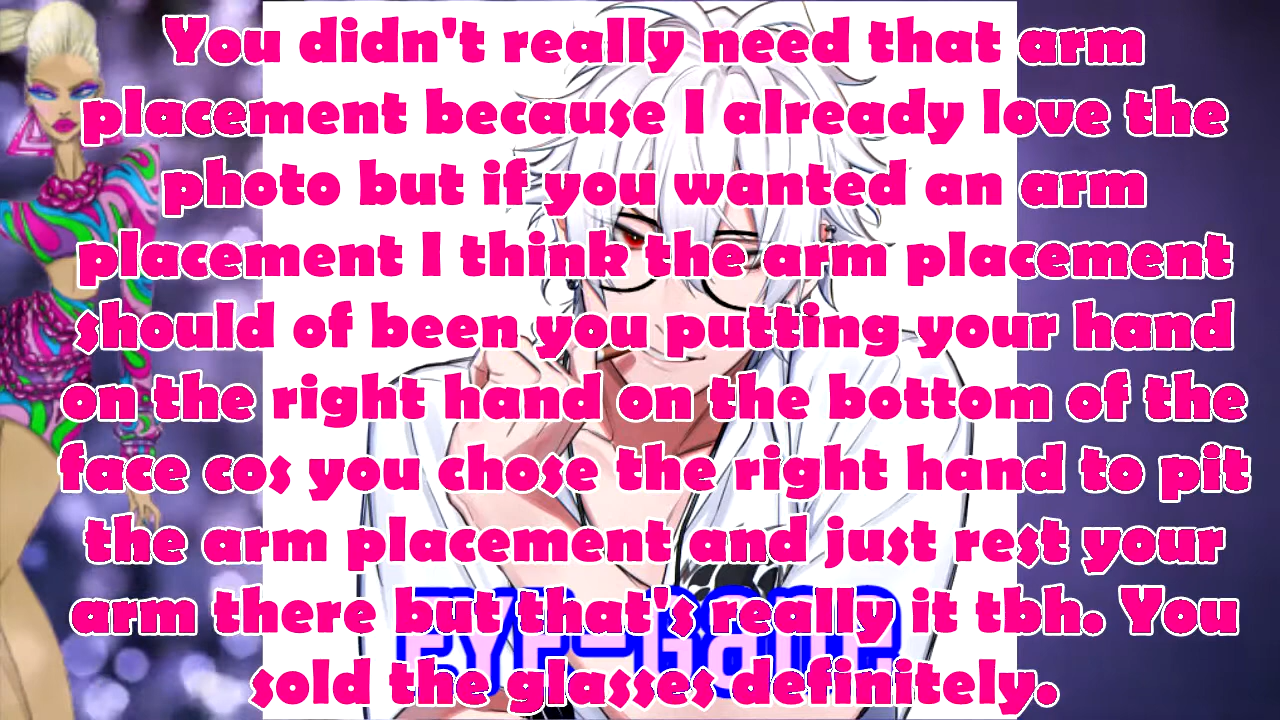 You didn't really need that arm
placement because I already love the
photo but if you wanted an arm
placement I think the arm placement
should of been you putting your hand
on the right hand on the bottom of the
face cos you chose the right hand to pit
the arm placement and just rest your
arm there but that's really it tbh. You
sold the glasses definitely.